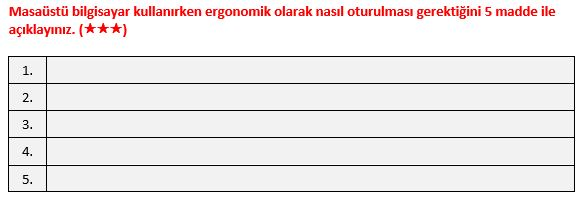 Masaüstü bilgisayar kullanırken ergonomik olarak nasıl oturulması gerektiğini 5 madde ile
açıklayınız. (★★★)
1.
2.
3.
4.
5.